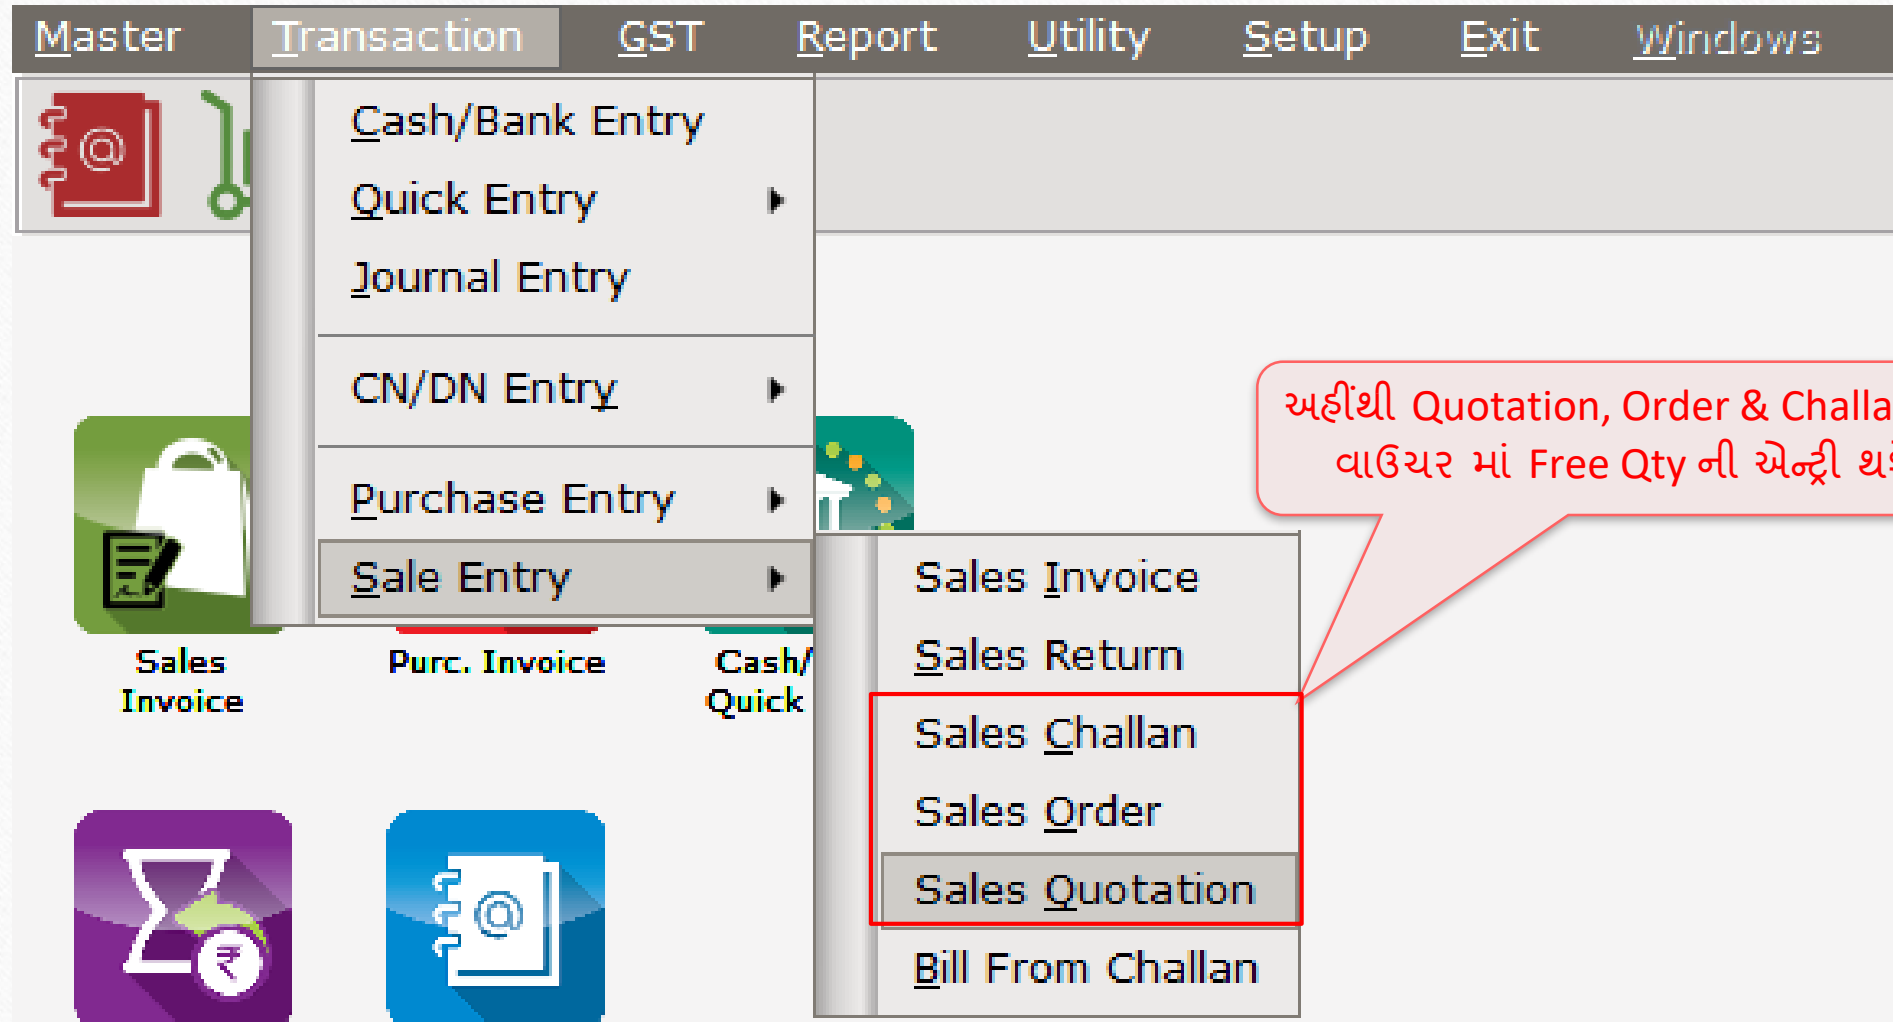 Master Transaction GST Report Utility Setup Exit Windows
Cash/Bank Entry
Quick Entry
Journal Entry
CN/DN Entry
Purchase Entry
Sale Entry
Sales Invoice
Sales Return
Sales Challan
Sales Order
Sales Quotation
Bill From Challan
અહીંથી Quotation, Order & Challa
વાઉચર માં Free Qty ની એન્ટ્રી
Sales
Invoice
Purc. Invoice
Cash/
Quick